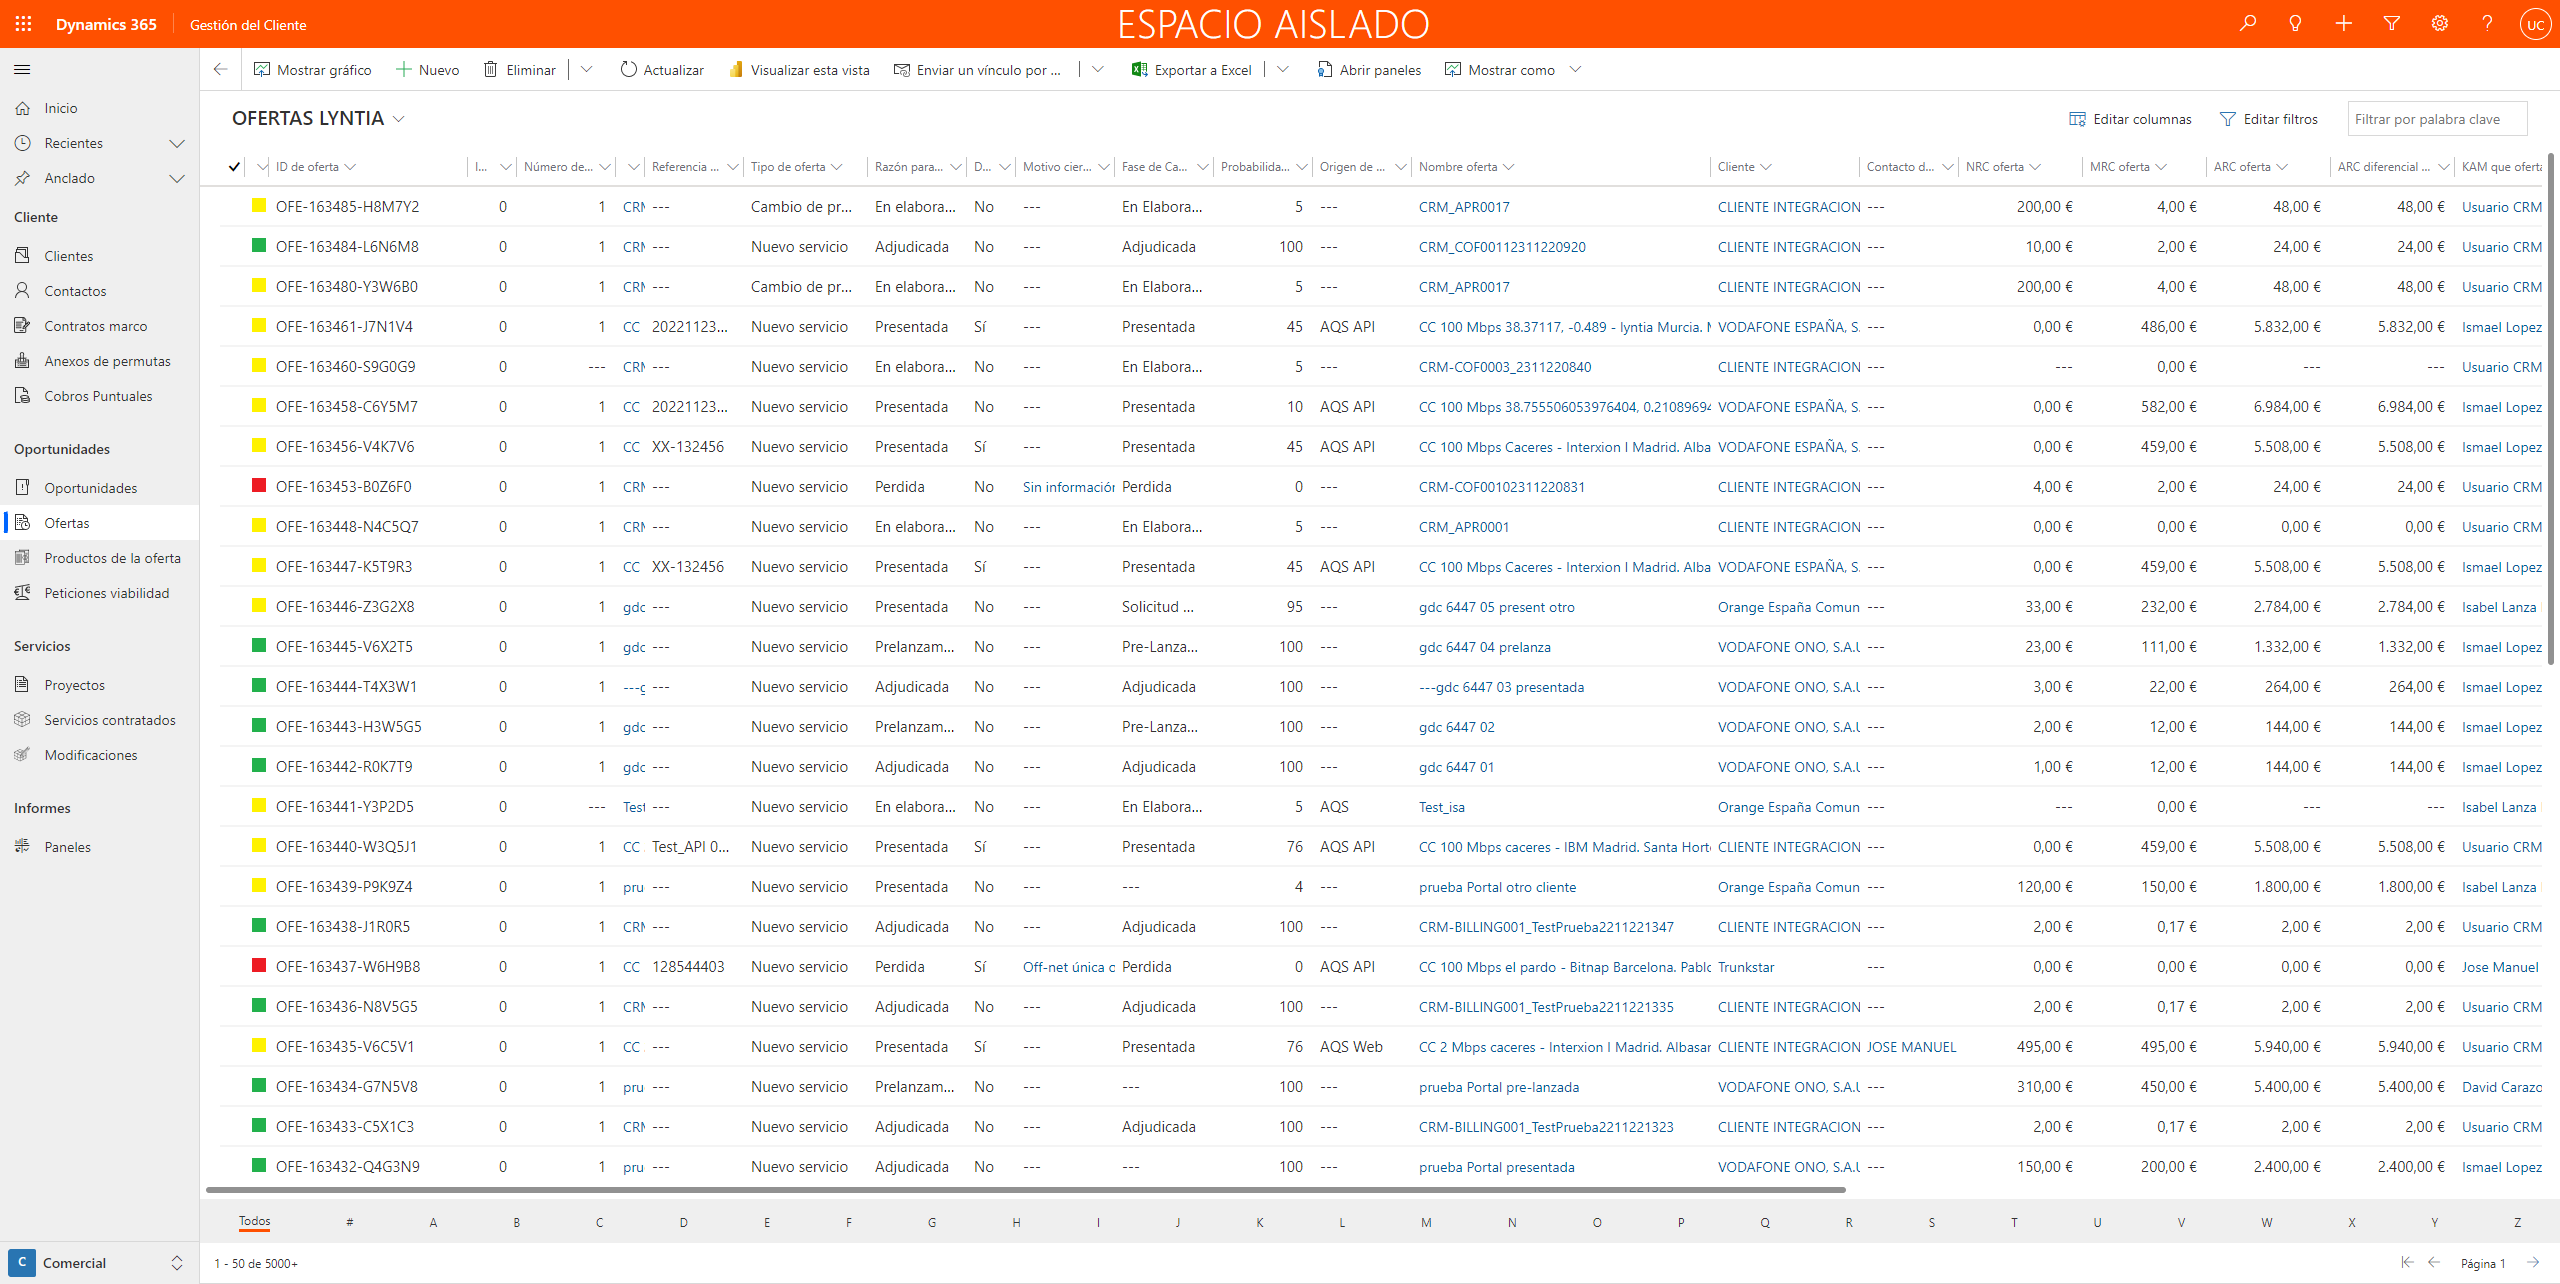 Dynamics 365 Gestión del Cliente ESPACIO AISLADO UC
Mostrar gráfico Nuevo Eliminar Actualizar Visualizar esta vista Enviar un vínculo por ... Exportar a Excel Abrir paneles Mostrar como
Inicio
Recientes
Anclado
Cliente
Clientes
Contactos
Contratos marco
Anexos de permutas
Cobros Puntuales
Oportunidades
Oportunidades
Ofertas
Productos de la oferta
Peticiones viabilidad
Servicios
Proyectos
Servicios contratados
Modificaciones
Informes
Paneles
C Comercial
OFERTAS LYNTIA Editar columnas Editar filtros Filtrar por palabra clave
ID de oferta I... Número de... Referencia ... Tipo de oferta Razón para... D... Motivo cier... Fase de Ca... Probabilida... Origen de ... Nombre oferta Cliente Contacto d... NRC oferta MRC oferta ARC oferta ARC diferencial ... KAM que oferta
OFE-163485-H8M7Y2 0 1 CRM --- Cambio de pr... En elabora... No --- En Elabora... 5 --- CRM_APR0017 CLIENTE INTEGRACION --- 200,00 € 4,00 € 48,00 € 48,00 € Usuario CRM
OFE-163484-L6N6M8 0 1 CRM --- Nuevo servicio Adjudicada No --- Adjudicada 100 --- CRM_COF00112311220920 CLIENTE INTEGRACION --- 10,00 € 2,00 € 24,00 € 24,00 € Usuario CRM
OFE-163480-Y3W6B0 0 1 CRM --- Cambio de pr... En elabora... No --- En Elabora... 5 --- CRM_APR0017 CLIENTE INTEGRACION --- 200,00 € 4,00 € 48,00 € 48,00 € Usuario CRM
OFE-163461-J7N1V4 0 1 CC 20221123... Nuevo servicio Presentada Sí --- Presentada 45 AQS API CC 100 Mbps 38.37117, -0.489 - lyntia Murcia. M VODAFONE ESPAÑA, S. --- 0,00 € 486,00 € 5.832,00 € 5.832,00 € Ismael Lopez
OFE-163460-S9G0G9 0 --- CRM --- Nuevo servicio En elabora... No --- En Elabora... 5 --- CRM-COF0003_2311220840 CLIENTE INTEGRACION --- --- 0,00 € --- --- Usuario CRM
OFE-163458-C6Y5M7 0 1 CC 20221123... Nuevo servicio Presentada No --- Presentada 10 AQS API CC 100 Mbps 38.755506053976404, 0.21089694 VODAFONE ESPAÑA, S. --- 0,00 € 582,00 € 6.984,00 € 6.984,00 € Ismael Lopez
OFE-163456-V4K7V6 0 1 CC XX-132456 Nuevo servicio Presentada Sí --- Presentada 45 AQS API CC 100 Mbps Caceres - Interxion I Madrid. Alba VODAFONE ESPAÑA, S. --- 0,00 € 459,00 € 5.508,00 € 5.508,00 € Ismael Lopez
OFE-163453-B0Z6F0 0 1 CRM --- Nuevo servicio Perdida No Sin información Perdida 0 --- CRM-COF00102311220831 CLIENTE INTEGRACION --- 4,00 € 2,00 € 24,00 € 24,00 € Usuario CRM
OFE-163448-N4C5Q7 0 1 CRM --- Nuevo servicio En elabora... No --- En Elabora... 5 --- CRM_APR0001 CLIENTE INTEGRACION --- 0,00 € 0,00 € 0,00 € 0,00 € Usuario CRM
OFE-163447-K5T9R3 0 1 CC XX-132456 Nuevo servicio Presentada Sí --- Presentada 45 AQS API CC 100 Mbps Caceres - Interxion I Madrid. Alba VODAFONE ESPAÑA, S. --- 0,00 € 459,00 € 5.508,00 € 5.508,00 € Ismael Lopez
OFE-163446-Z3G2X8 0 1 gdc --- Nuevo servicio Presentada No --- Solicitud ... 95 --- gdc 6447 05 present otro Orange España Comun --- 33,00 € 232,00 € 2.784,00 € 2.784,00 € Isabel Lanza
OFE-163445-V6X2T5 0 1 gdc --- Nuevo servicio Prelanzam... No --- Pre-Lanza... 100 --- gdc 6447 04 prelanza VODAFONE ONO, S.A.U --- 23,00 € 111,00 € 1.332,00 € 1.332,00 € Ismael Lopez
OFE-163444-T4X3W1 0 1 ---g --- Nuevo servicio Adjudicada No --- Adjudicada 100 --- ---gdc 6447 03 presentada VODAFONE ONO, S.A.U --- 3,00 € 22,00 € 264,00 € 264,00 € Ismael Lopez
OFE-163443-H3W5G5 0 1 gdc --- Nuevo servicio Prelanzam... No --- Pre-Lanza... 100 --- gdc 6447 02 VODAFONE ONO, S.A.U --- 2,00 € 12,00 € 144,00 € 144,00 € Ismael Lopez
OFE-163442-R0K7T9 0 1 gdc --- Nuevo servicio Adjudicada No --- Adjudicada 100 --- gdc 6447 01 VODAFONE ONO, S.A.U --- 1,00 € 12,00 € 144,00 € 144,00 € Ismael Lopez
OFE-163441-Y3P2D5 0 --- Test --- Nuevo servicio En elabora... No --- En Elabora... 5 AQS Test_isa Orange España Comun --- --- 0,00 € --- --- Isabel Lanza
OFE-163440-W3Q5J1 0 1 CC Test_API 0... Nuevo servicio Presentada Sí --- Presentada 76 AQS API CC 100 Mbps caceres - IBM Madrid. Santa Horte CLIENTE INTEGRACION --- 0,00 € 459,00 € 5.508,00 € 5.508,00 € Usuario CRM
OFE-163439-P9K9Z4 0 1 pru --- Nuevo servicio Presentada No --- --- 4 --- prueba Portal otro cliente Orange España Comun --- 120,00 € 150,00 € 1.800,00 € 1.800,00 € Isabel Lanza
OFE-163438-J1R0R5 0 1 CRM --- Nuevo servicio Adjudicada No --- Adjudicada 100 --- CRM-BILLING001_TestPrueba2211221347 CLIENTE INTEGRACION --- 2,00 € 0,17 € 2,00 € 2,00 € Usuario CRM
OFE-163437-W6H9B8 0 1 CC 128544403 Nuevo servicio Perdida Sí Off-net única o Perdida 0 AQS API CC 100 Mbps el pardo - Bitnap Barcelona. Pablo Trunkstar --- 0,00 € 0,00 € 0,00 € 0,00 € Jose Manuel
OFE-163436-N8V5G5 0 1 CRM --- Nuevo servicio Adjudicada No --- Adjudicada 100 --- CRM-BILLING001_TestPrueba2211221335 CLIENTE INTEGRACION --- 2,00 € 0,17 € 2,00 € 2,00 € Usuario CRM
OFE-163435-V6C5V1 0 1 CC Nuevo servicio Presentada Sí --- Presentada 76 AQS Web CC 2 Mbps caceres - Interxion I Madrid. Albasar CLIENTE INTEGRACION JOSE MANUEL 495,00 € 495,00 € 5.940,00 € 5.940,00 € Usuario CRM
OFE-163434-G7N5V8 0 1 pru --- Nuevo servicio Prelanzam... No --- --- 100 --- prueba Portal pre-lanzada VODAFONE ONO, S.A.U --- 310,00 € 450,00 € 5.400,00 € 5.400,00 € David Carazo
OFE-163433-C5X1C3 0 1 CRM --- Nuevo servicio Adjudicada No --- Adjudicada 100 --- CRM-BILLING001_TestPrueba2211221323 CLIENTE INTEGRACION --- 2,00 € 0,17 € 2,00 € 2,00 € Usuario CRM
OFE-163432-Q4G3N9 0 1 pru --- Nuevo servicio Adjudicada No --- --- 100 --- prueba Portal presentada VODAFONE ONO, S.A.U --- 150,00 € 200,00 € 2.400,00 € 2.400,00 € Ismael Lopez
Todos # A B C D E F G H I J K L M N O P Q R S T U V W X Y Z
1 - 50 de 5000+ Página 1